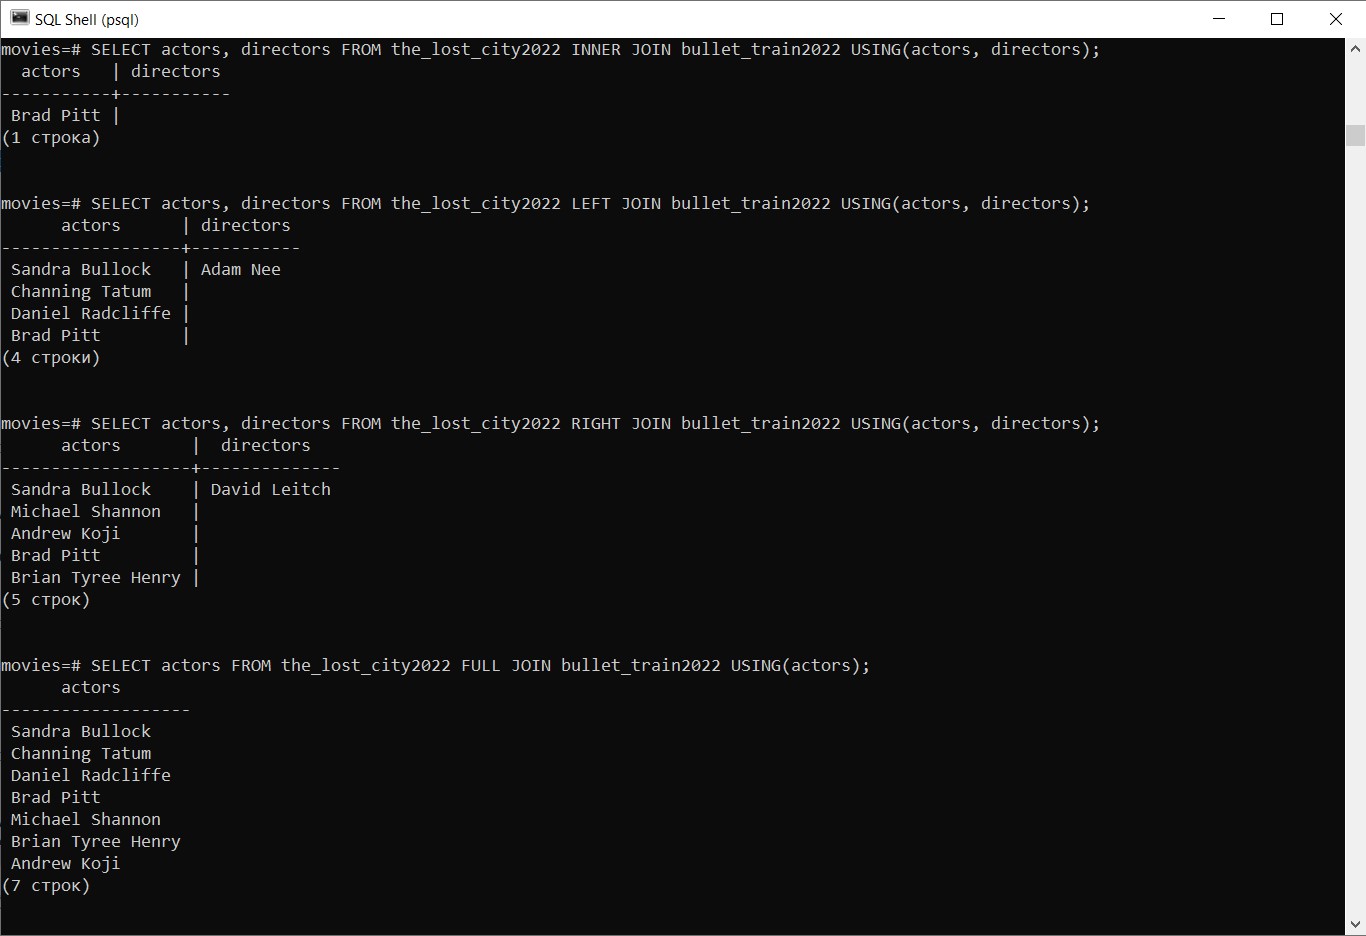 SQL Shell (psql)
movies=# SELECT actors, directors FROM the_lost_city2022 INNER JOIN bullet_train2022 USING(actors, directors);
  actors   | directors
-----------+-----------
 Brad Pitt |
(1 строка)
movies=# SELECT actors, directors FROM the_lost_city2022 LEFT JOIN bullet_train2022 USING(actors, directors);
      actors      | directors
------------------+-----------
 Sandra Bullock   | Adam Nee
 Channing Tatum   |
 Daniel Radcliffe |
 Brad Pitt        |
(4 строки)
movies=# SELECT actors, directors FROM the_lost_city2022 RIGHT JOIN bullet_train2022 USING(actors, directors);
      actors       |  directors
-------------------+--------------
 Sandra Bullock    | David Leitch
 Michael Shannon   |
 Andrew Koji       |
 Brad Pitt         |
 Brian Tyree Henry |
(5 строк)
movies=# SELECT actors FROM the_lost_city2022 FULL JOIN bullet_train2022 USING(actors);
      actors
-------------------
 Sandra Bullock
 Channing Tatum
 Daniel Radcliffe
 Brad Pitt
 Michael Shannon
 Brian Tyree Henry
 Andrew Koji
(7 строк)